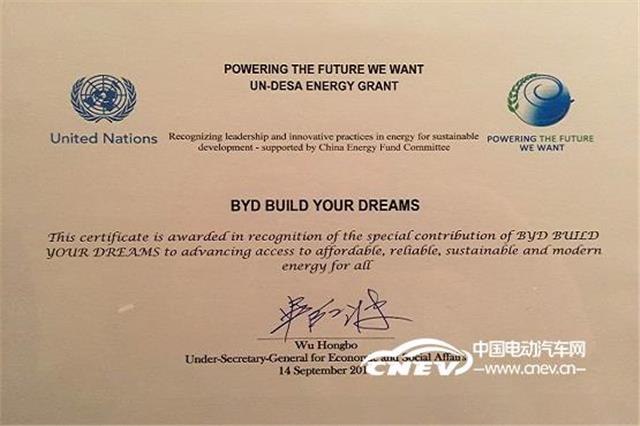 POWERING THE FUTURE WE WANT
UN-DESA ENERGY GRANT
United Nations
Recognizing leadership and innovative practices in energy for sustainable
development - supported by China Energy Fund Committee
POWERING THE FUTURE
WE WANT
BYD BUILD YOUR DREAMS
This certificate is awarded in recognition of the special contribution of BYD BUILD
YOUR DREAMS to advancing access to affordable, reliable, sustainable and modern
energy for all
Wu Hongbo
Under-Secretary-General for Economic and Social Affairs
14 September
CNEV
中国电动汽车网
—www.cnev.cn—